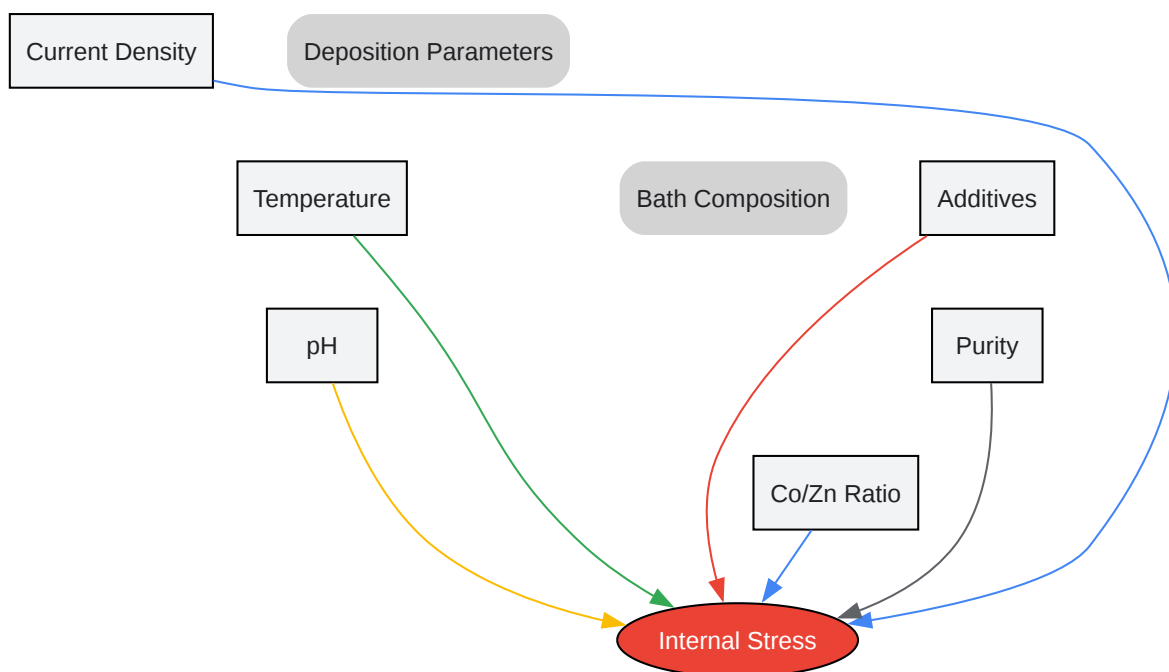 Current Density
Deposition Parameters
Temperature
Bath Composition
Additives
pH
Purity
Co/Zn Ratio
Internal Stress